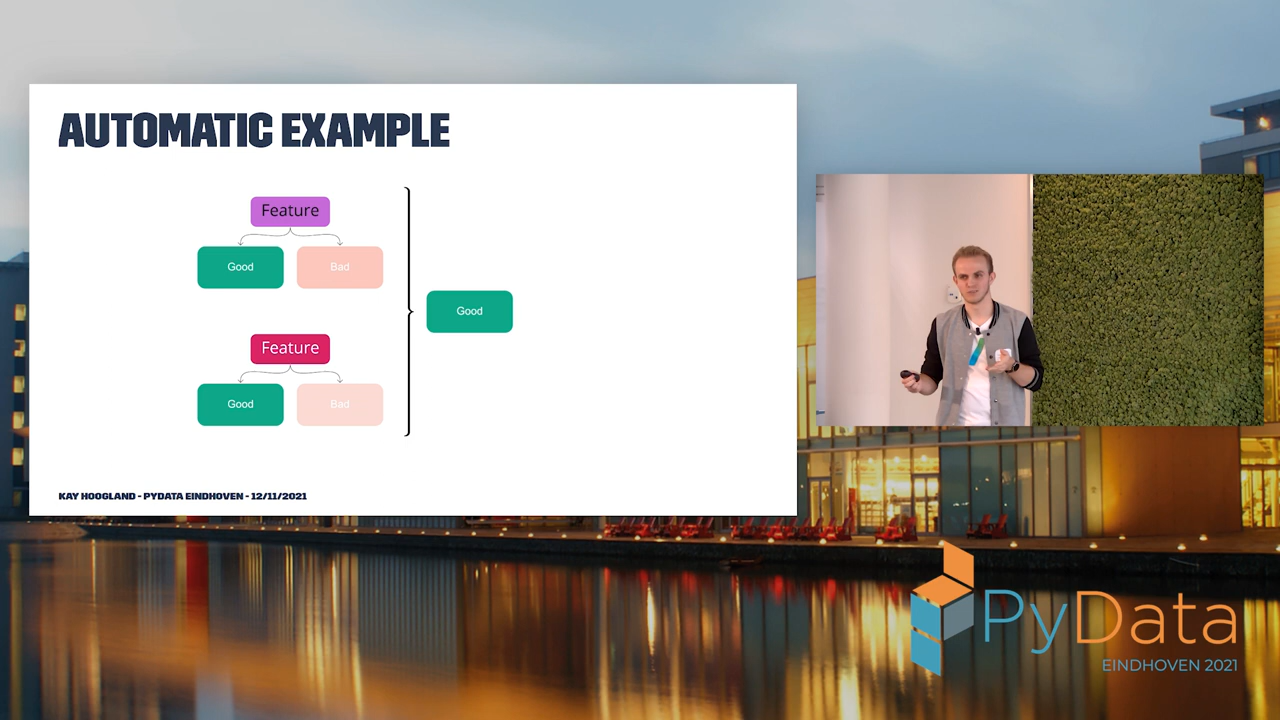 AUTOMATIC EXAMPLE
Feature
Good
Bad
Good
Feature
Good
Bad
KAY HOOGLAND - PYDATA EINDHOVEN - 12/11/2021
PyData
EINDHOVEN 2021